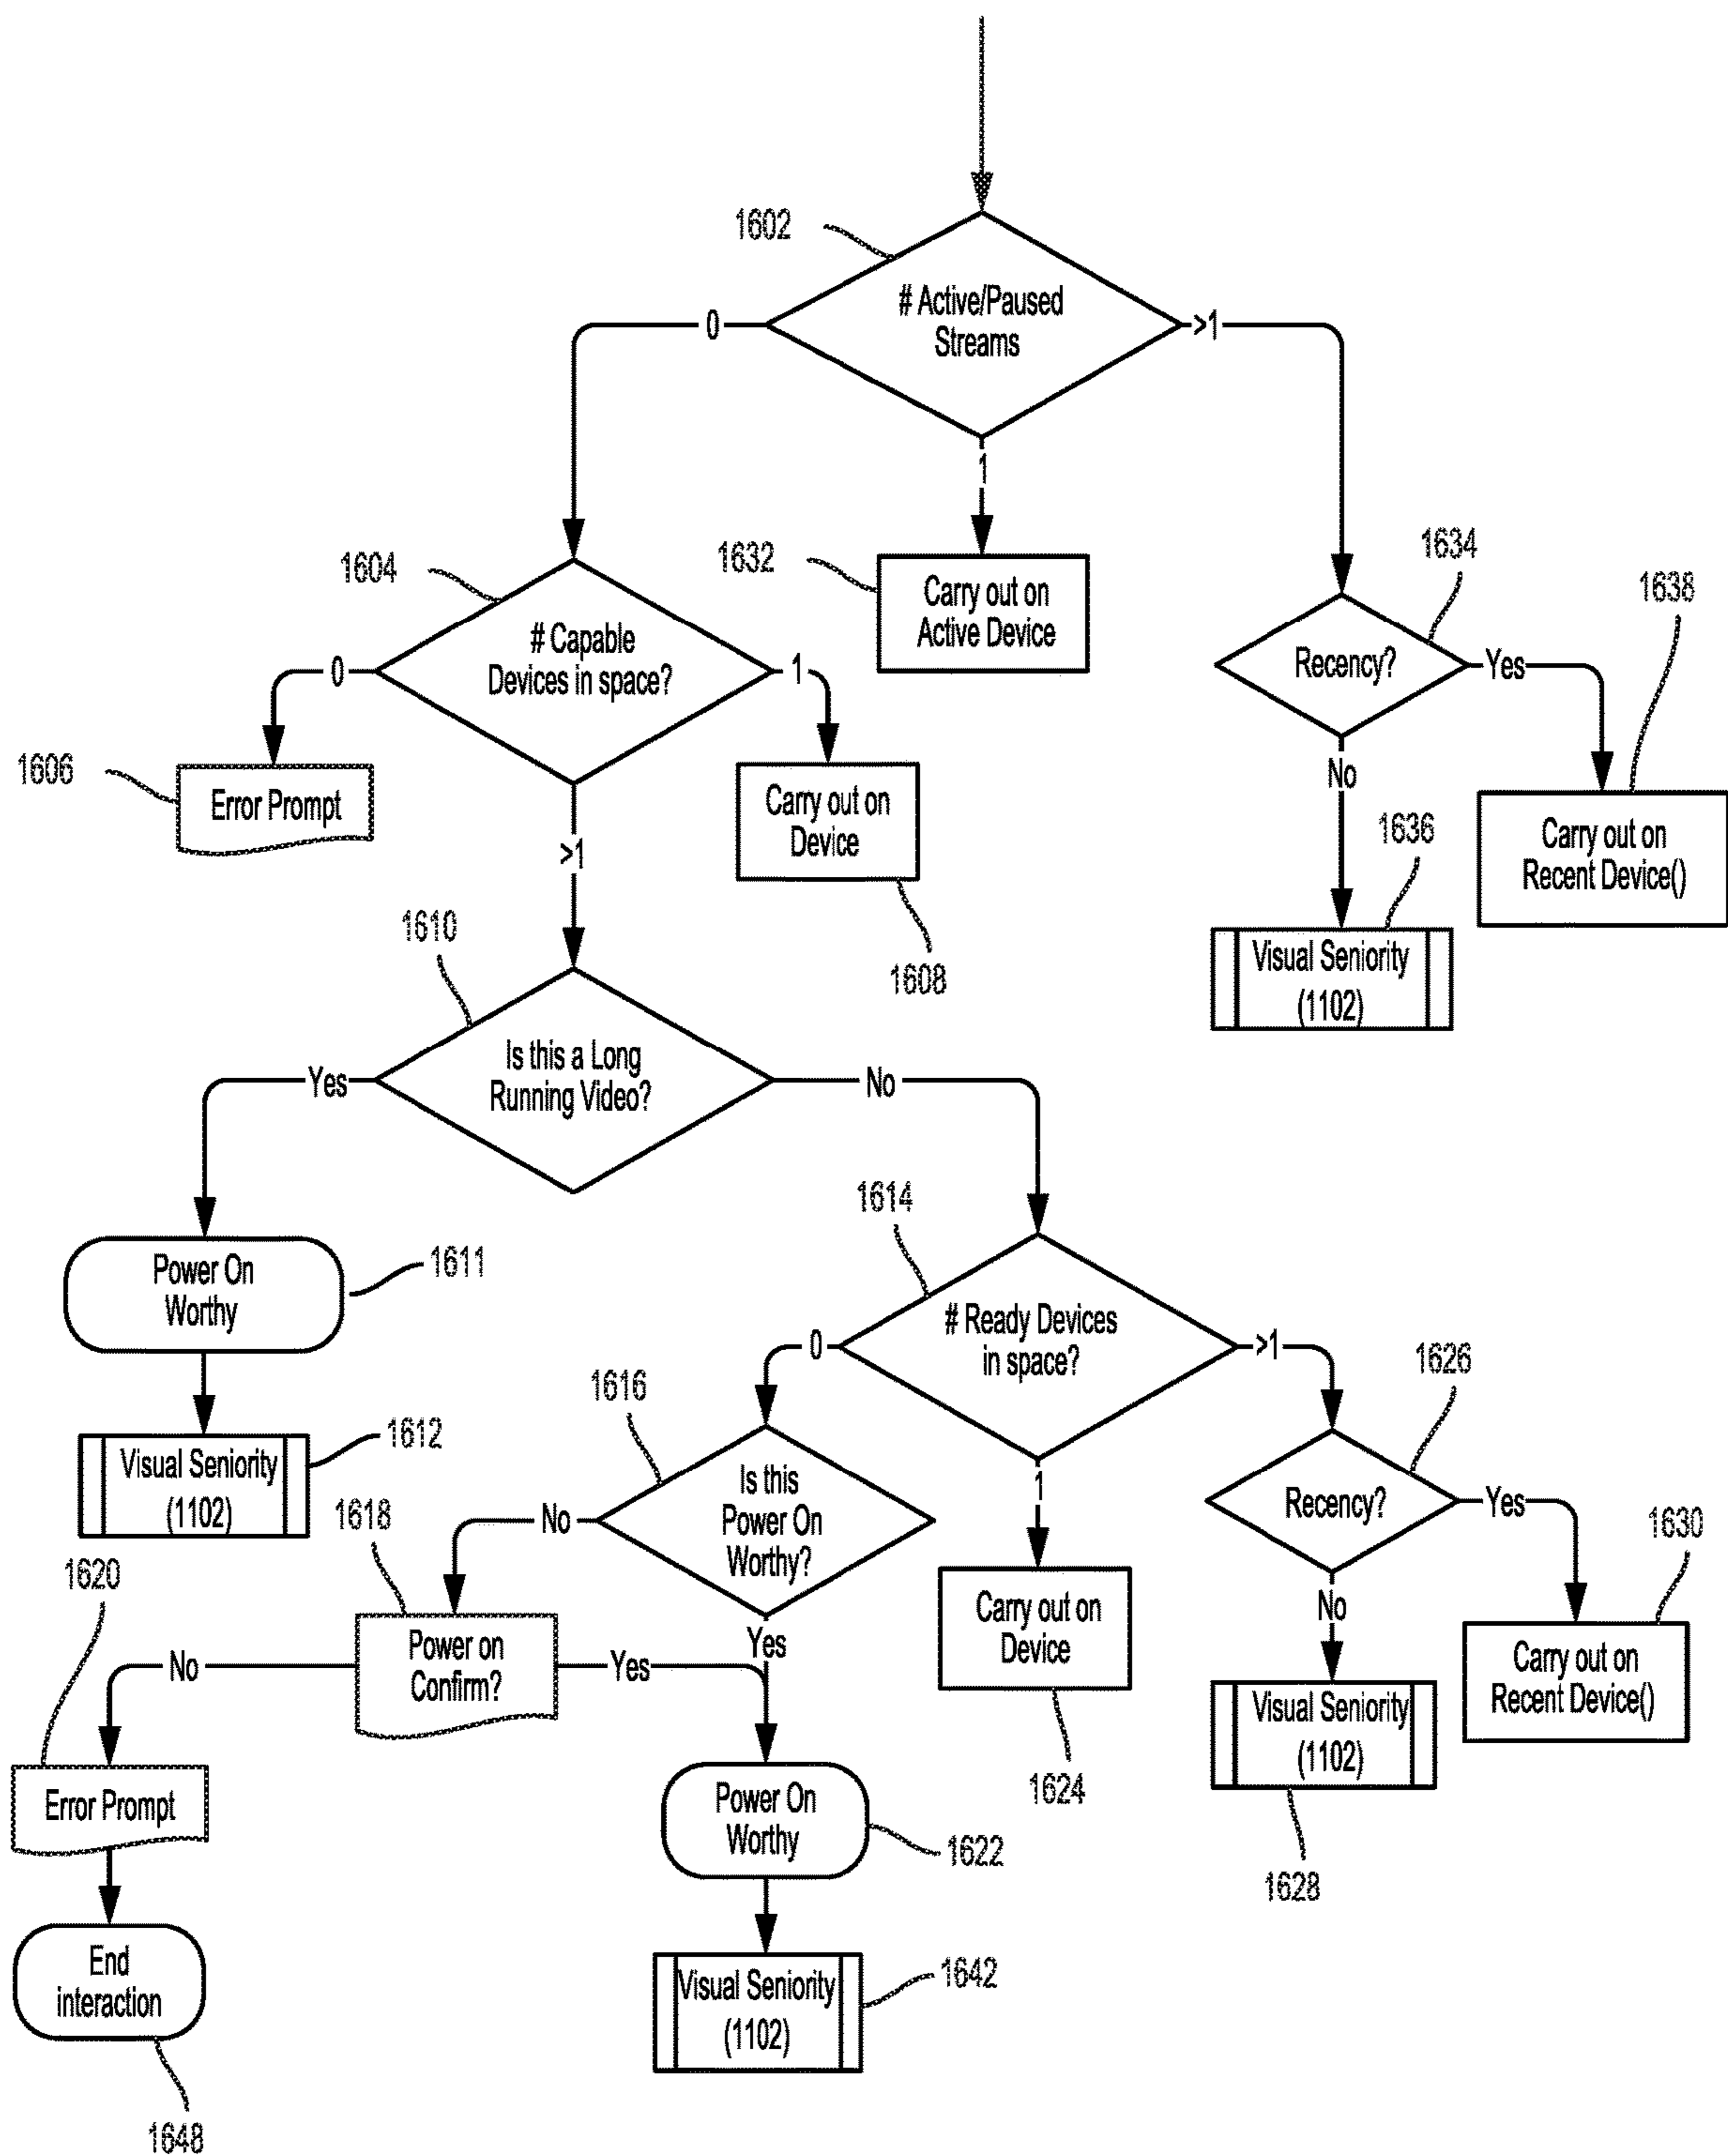 1602
# Active/Paused
Streams
0
>1
1
1604
1632
Carry out on
Active Device
1634
1638
# Capable
Devices in space?
0
1
Recency?
Yes
No
1606
Error Prompt
Carry out on
Device
>1
1636
Carry out on
Recent Device()
1610
1608
Visual Seniority
(1102)
Is this a Long
Running Video?
Yes
No
1614
Power On
Worthy
1611
# Ready Devices
in space?
0
>1
1616
1626
1
Visual Seniority
(1102)
1612
Is this
Power On
Worthy?
No
Recency?
Yes
1618
1630
1620
No
Carry out on
Device
Power on
Confirm?
Yes
No
Yes
Carry out on
Recent Device()
Visual Seniority
(1102)
1624
Error Prompt
Power On
Worthy
1622
1628
End
interaction
Visual Seniority
(1102)
1642
1648